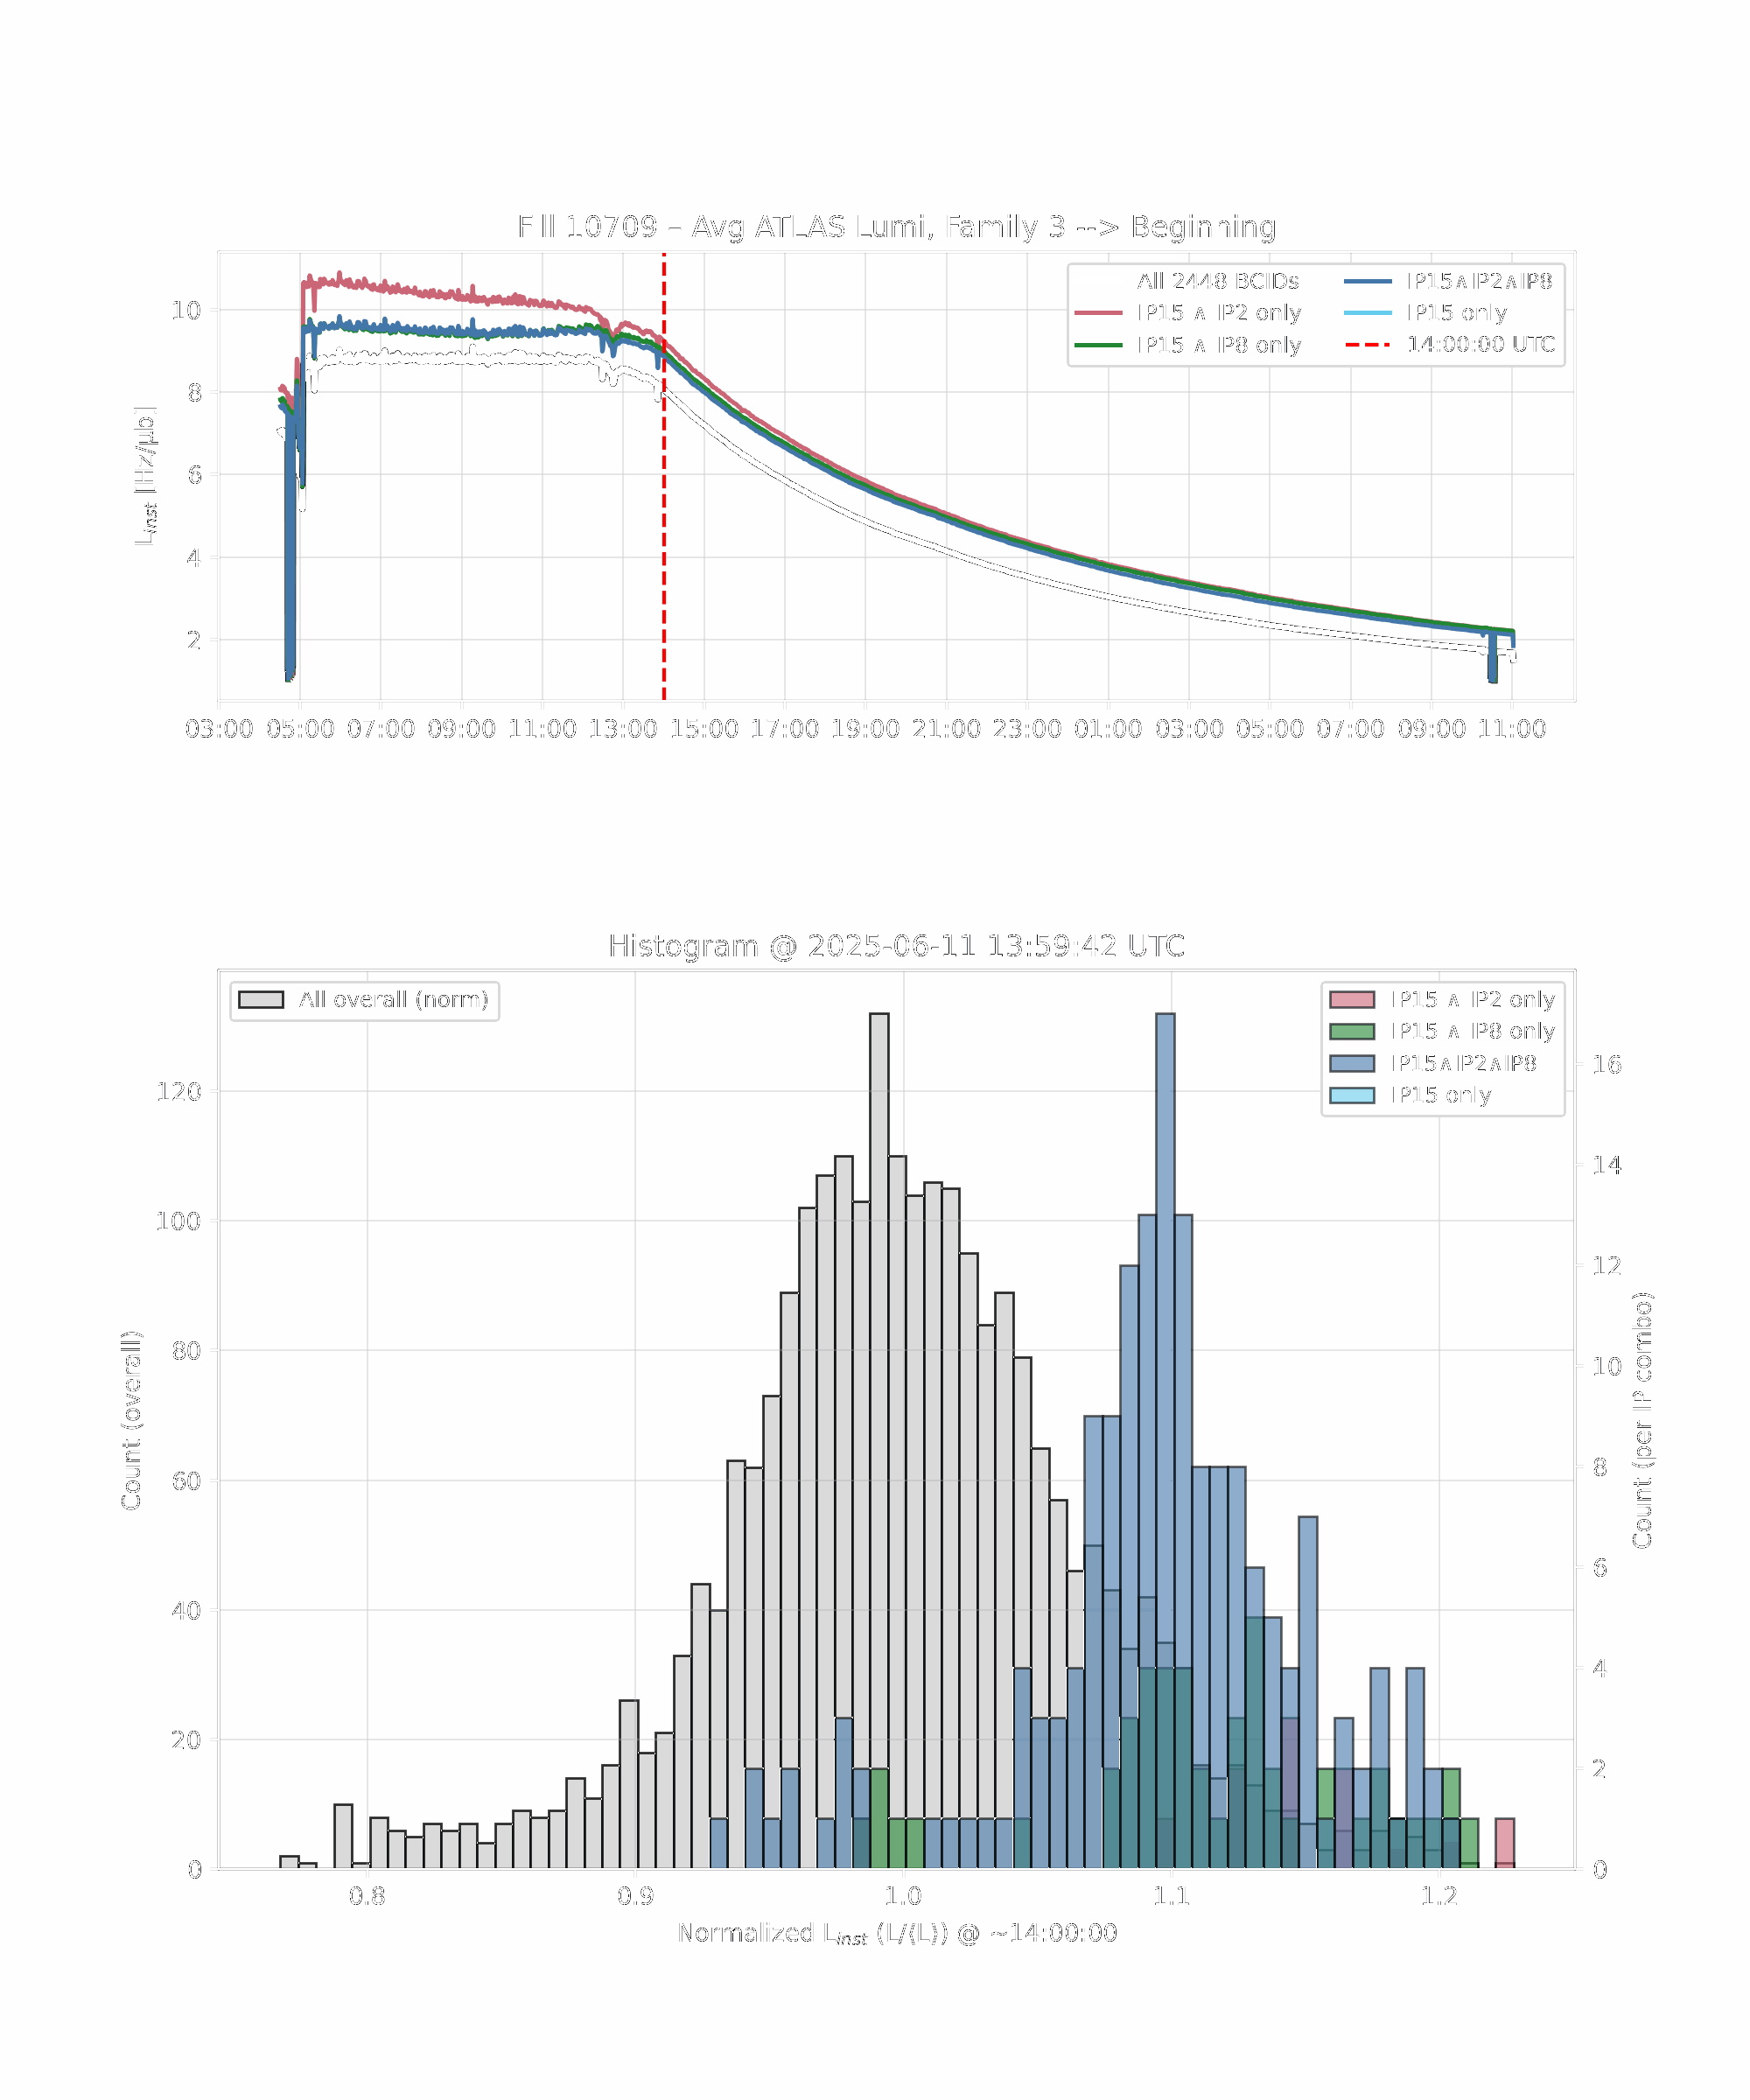 Fill 10709 – Avg ATLAS Lumi, Family 3 --> Beginning
All 2448 BCIDs
IP15 ∧ IP2 only
IP15 ∧ IP8 only
IP15∧IP2∧IP8
IP15 only
14:00:00 UTC
10
8
6
4
2
L_inst [Hz/μb]
03:00 05:00 07:00 09:00 11:00 13:00 15:00 17:00 19:00 21:00 23:00 01:00 03:00 05:00 07:00 09:00 11:00
Histogram @ 2025-06-11 13:59:42 UTC
All overall (norm)
IP15 ∧ IP2 only
IP15 ∧ IP8 only
IP15∧IP2∧IP8
IP15 only
120
100
80
60
40
20
0
Count (overall)
16
14
12
10
8
6
4
2
0
Count (per IP combo)
0.8 0.9 1.0 1.1 1.2
Normalized L_inst (L/⟨L⟩) @ ~14:00:00